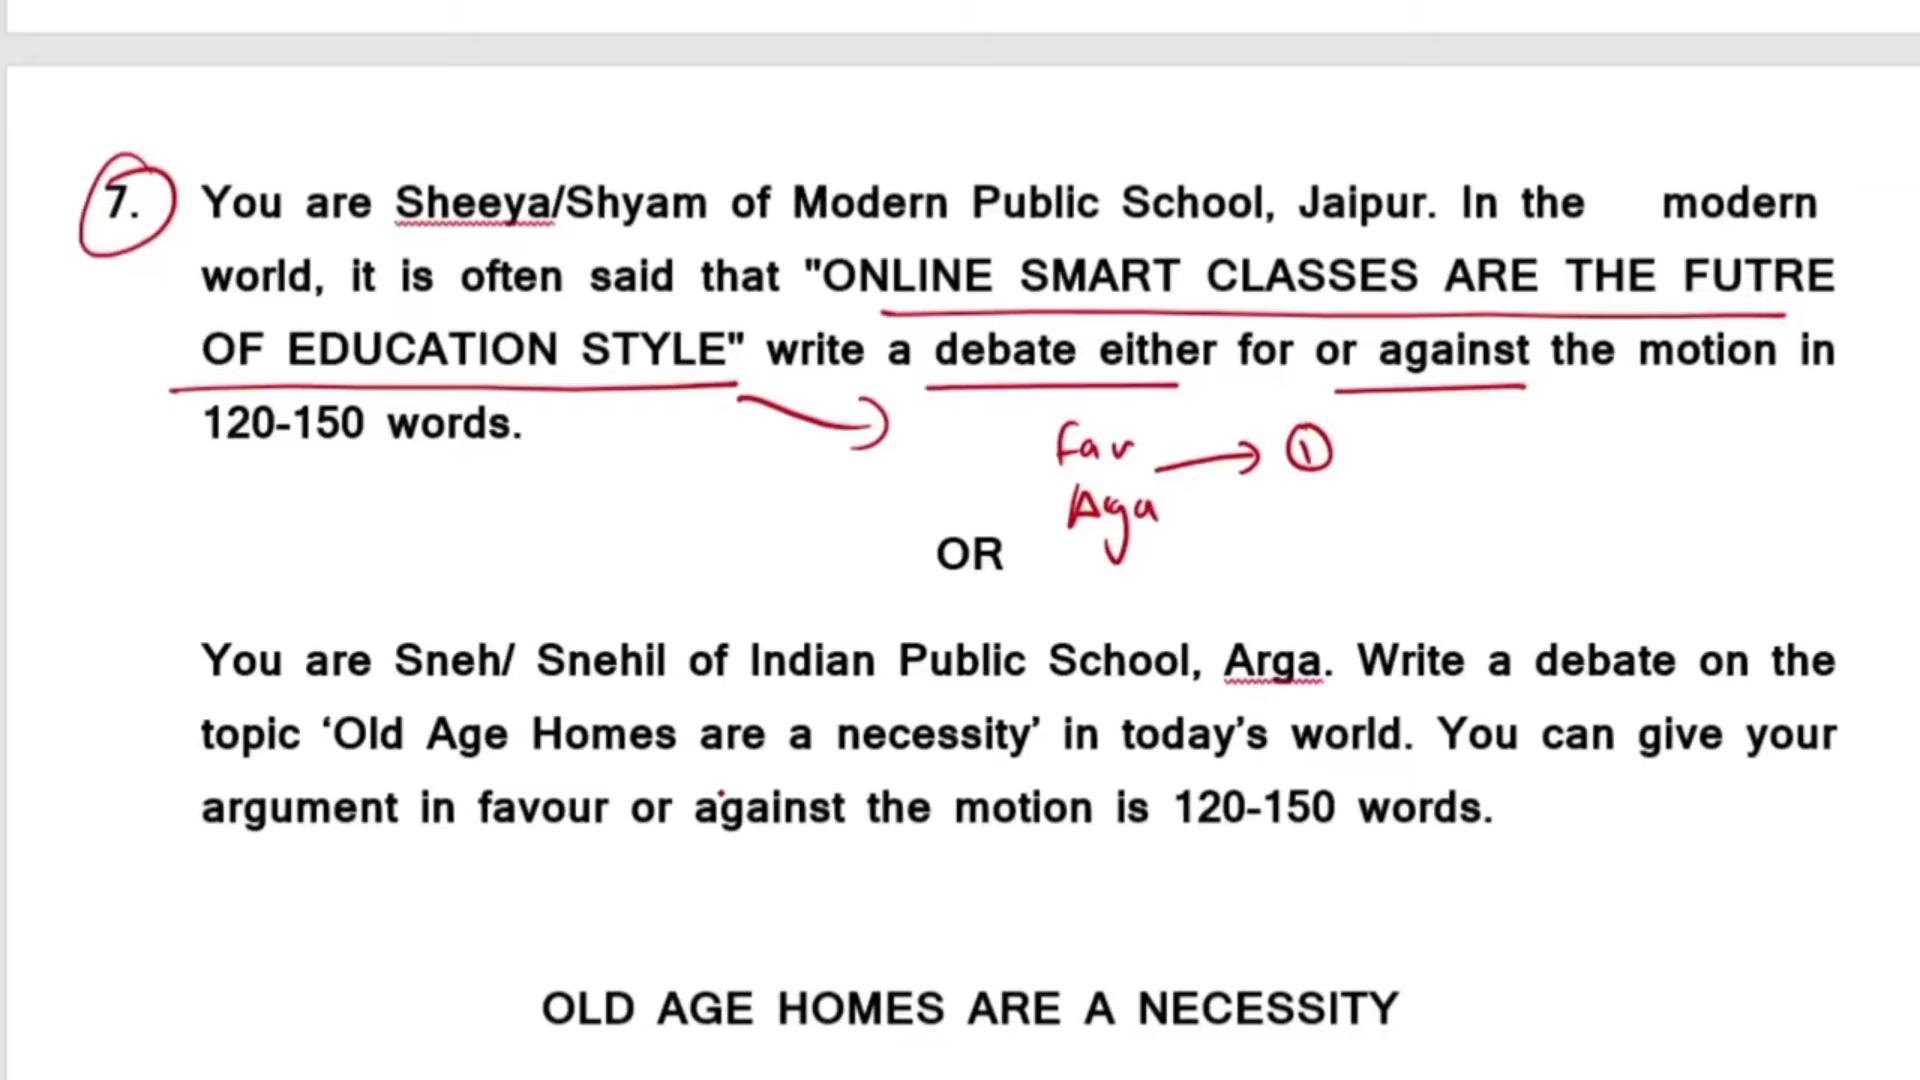 7. You are Sheeya/Shyam of Modern Public School, Jaipur. In the modern
world, it is often said that "ONLINE SMART CLASSES ARE THE FUTRE
OF EDUCATION STYLE" write a debate either for or against the motion in
120-150 words.
Fav → ①
Aga
OR
You are Sneh/ Snehil of Indian Public School, Arga. Write a debate on the
topic ‘Old Age Homes are a necessity’ in today’s world. You can give your
argument in favour or against the motion is 120-150 words.
OLD AGE HOMES ARE A NECESSITY